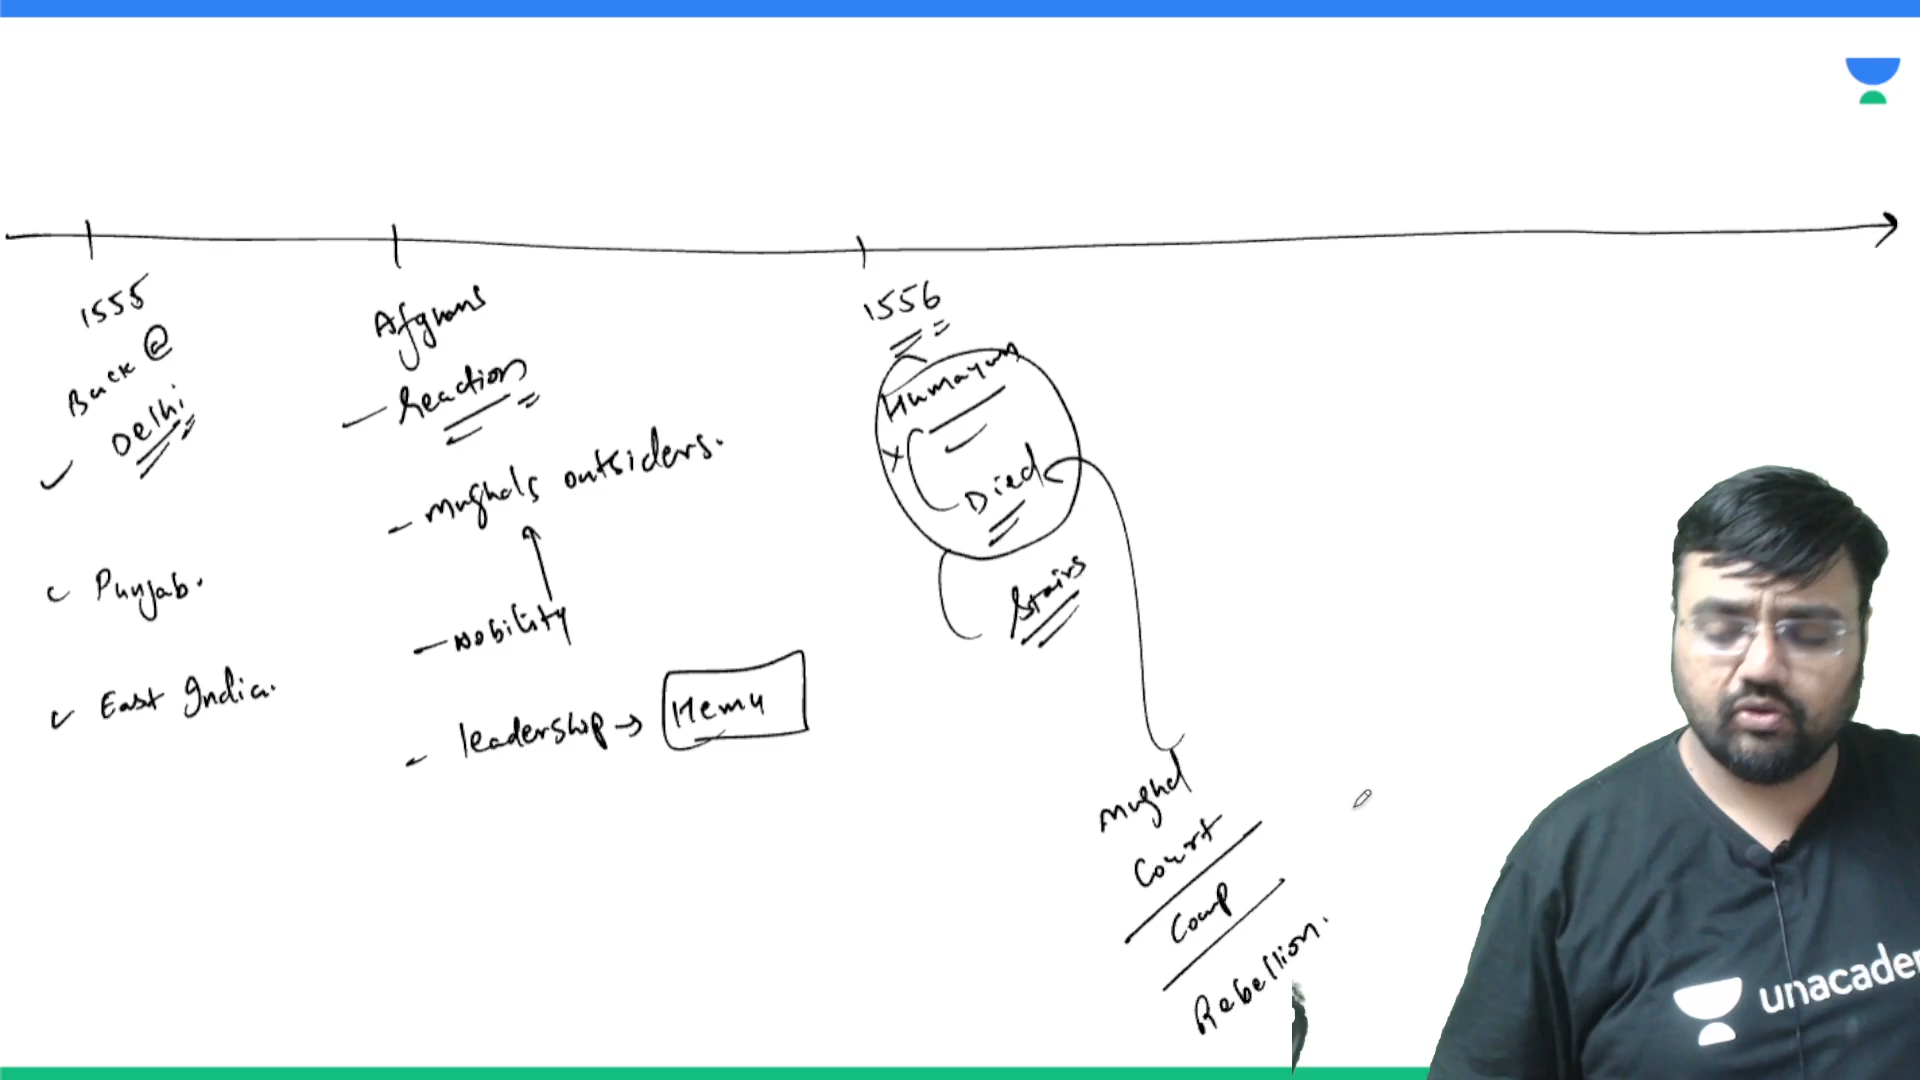 1555
Back @
Delhi
Punjab.
East India.
Afghans
- Reaction
- Mughals outsiders.
- Nobility
- leadership → Hemu
1556
Humayun
x
Died
Stairs
Mughal
Court
Coup
Rebellion.
unacade